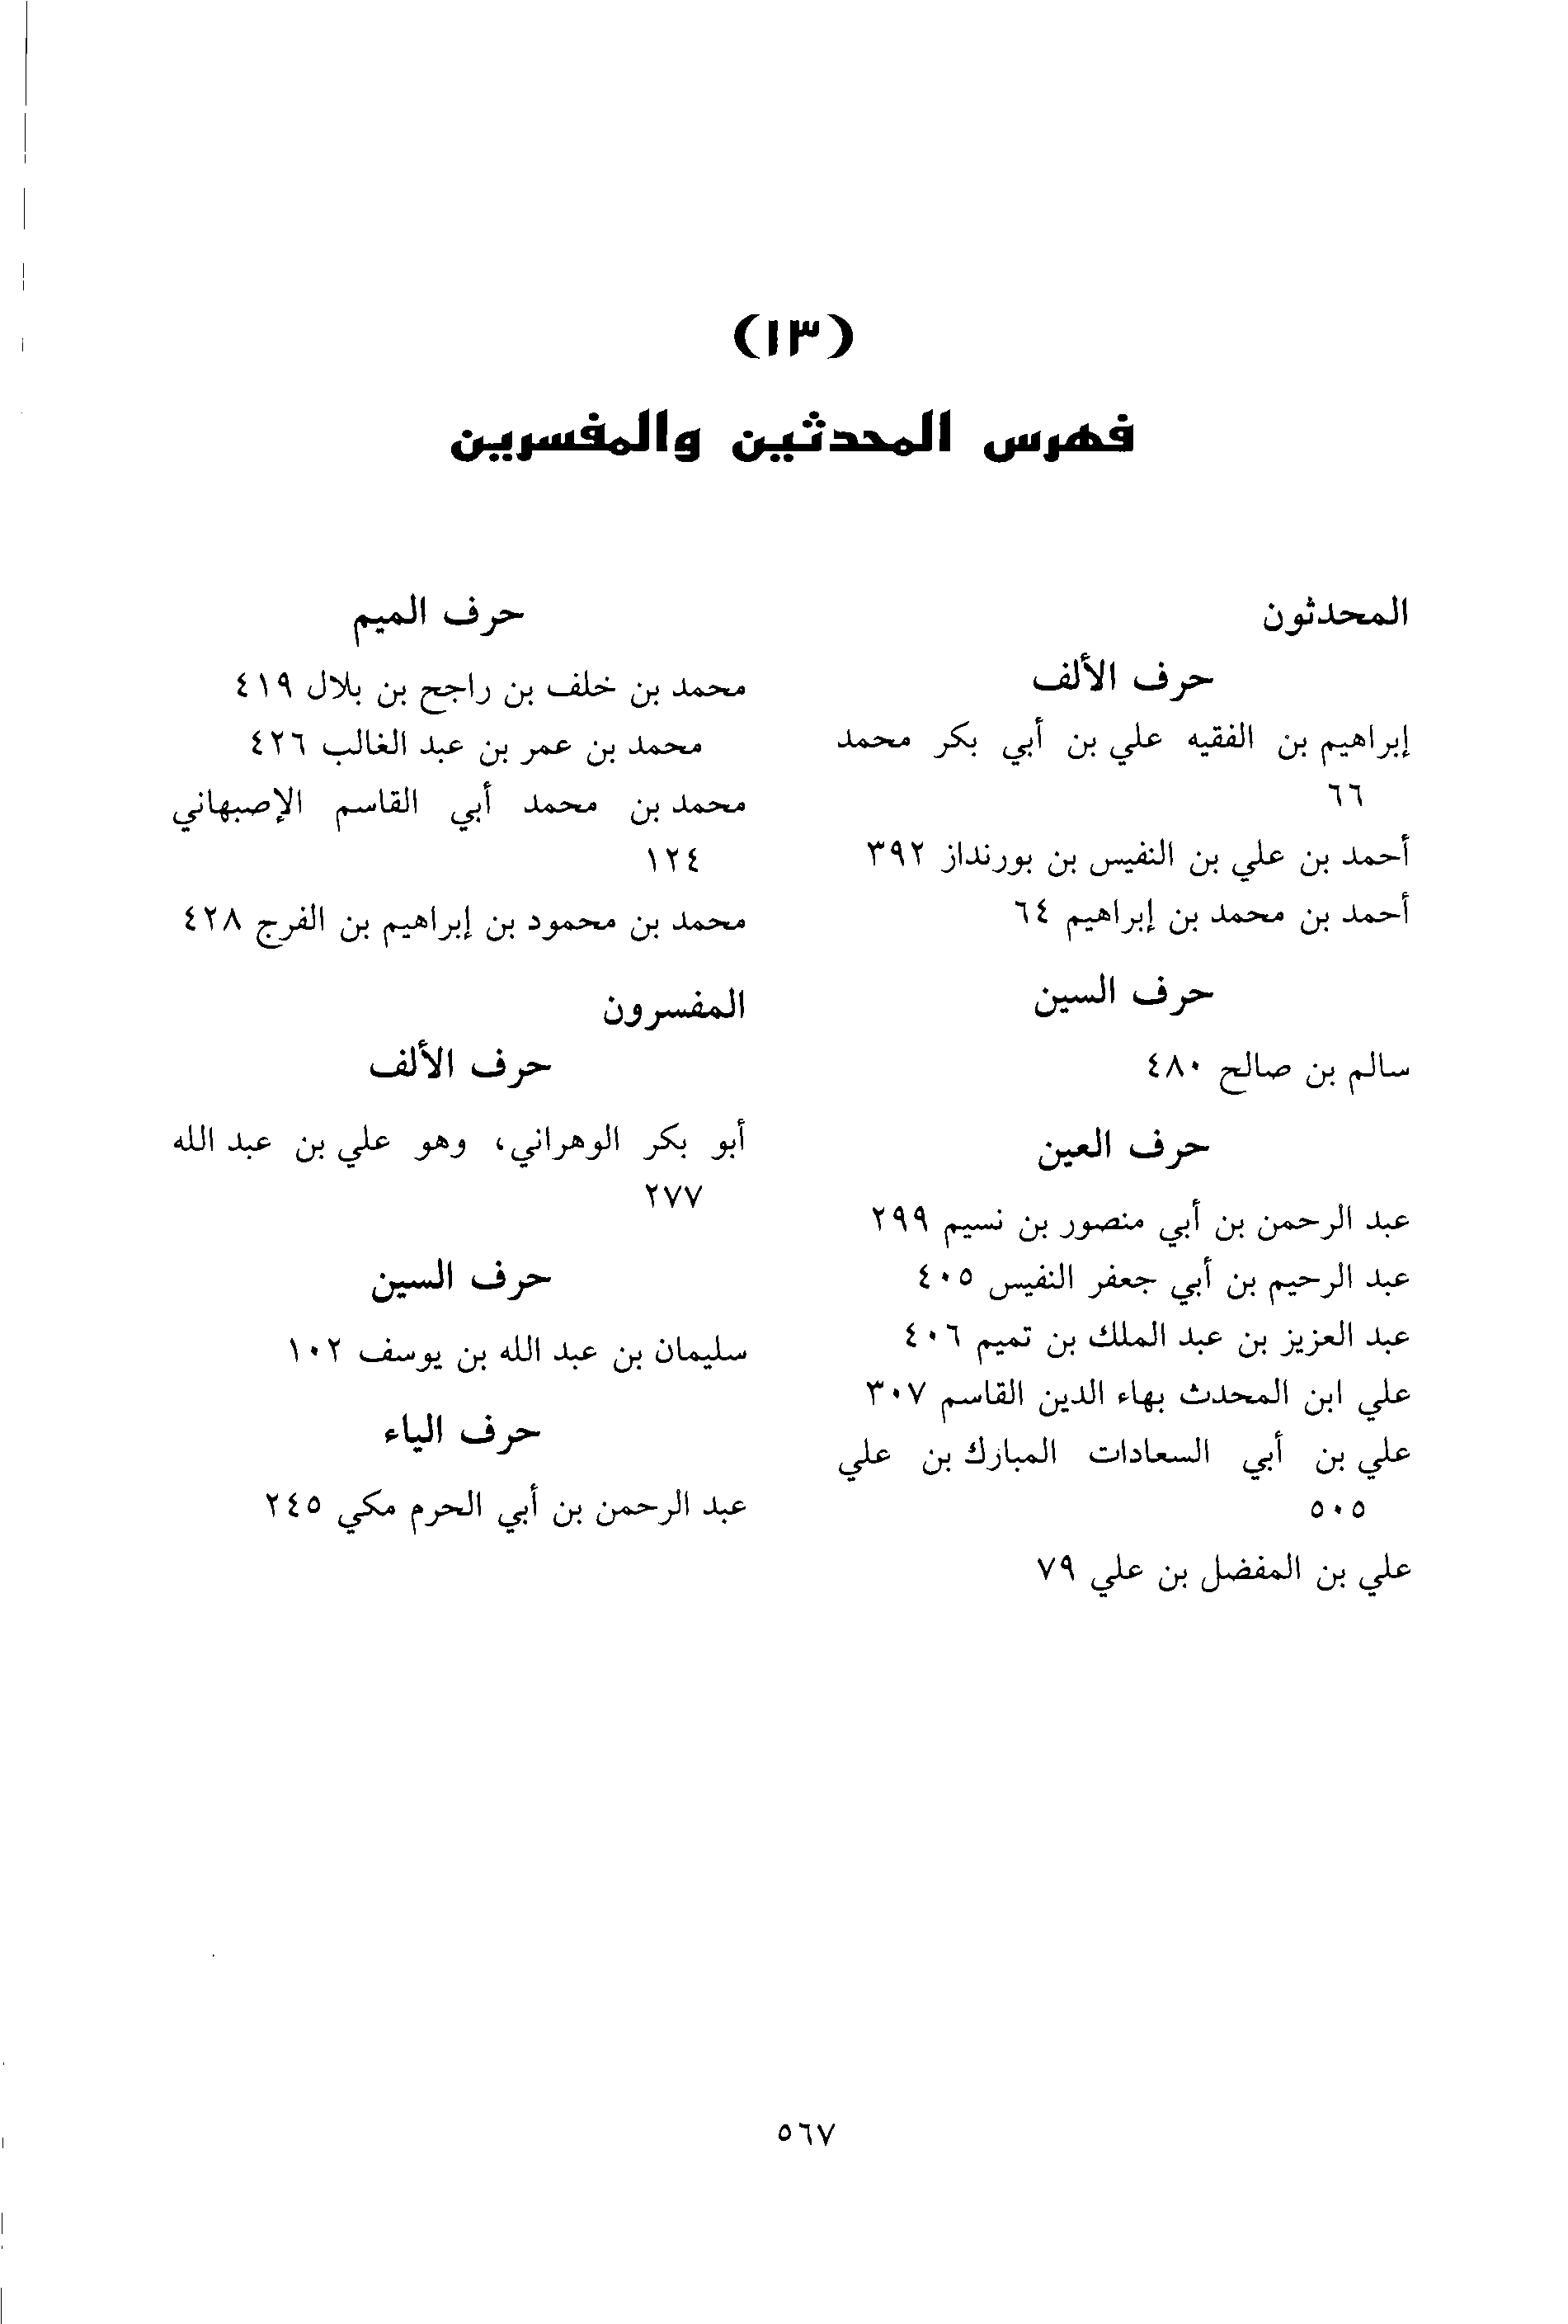 (١٣)
فهرس المحدثين والمفسرين
المحدثون
حرف الألف
إبراهيم بن الفقيه علي بن أبي بكر محمد
٦٦
أحمد بن علي بن النفيس بن بورنداز ٣٩٢
أحمد بن محمد بن إبراهيم ٦٤
حرف السين
سالم بن صالح ٤٨٠
حرف العين
عبد الرحمن بن أبي منصور بن نسيم ٢٩٩
عبد الرحيم بن أبي جعفر النفيس ٤٠٥
عبد العزيز بن عبد الملك بن تميم ٤٠٦
علي ابن المحدث بهاء الدين القاسم ٣٠٧
علي بن أبي السعادات المبارك بن علي
٥٠٥
علي بن المفضل بن علي ٧٩
حرف الميم
محمد بن خلف بن راجح بن بلال ٤١٩
محمد بن عمر بن عبد الغالب ٤٢٦
محمد بن محمد أبي القاسم الإصبهاني
١٢٤
محمد بن محمود بن إبراهيم بن الفرج ٤٢٨
المفسرون
حرف الألف
أبو بكر الوهراني، وهو علي بن عبد الله
٢٧٧
حرف السين
سليمان بن عبد الله بن يوسف ١٠٢
حرف الياء
عبد الرحمن بن أبي الحرم مكي ٢٤٥
٥٦٧